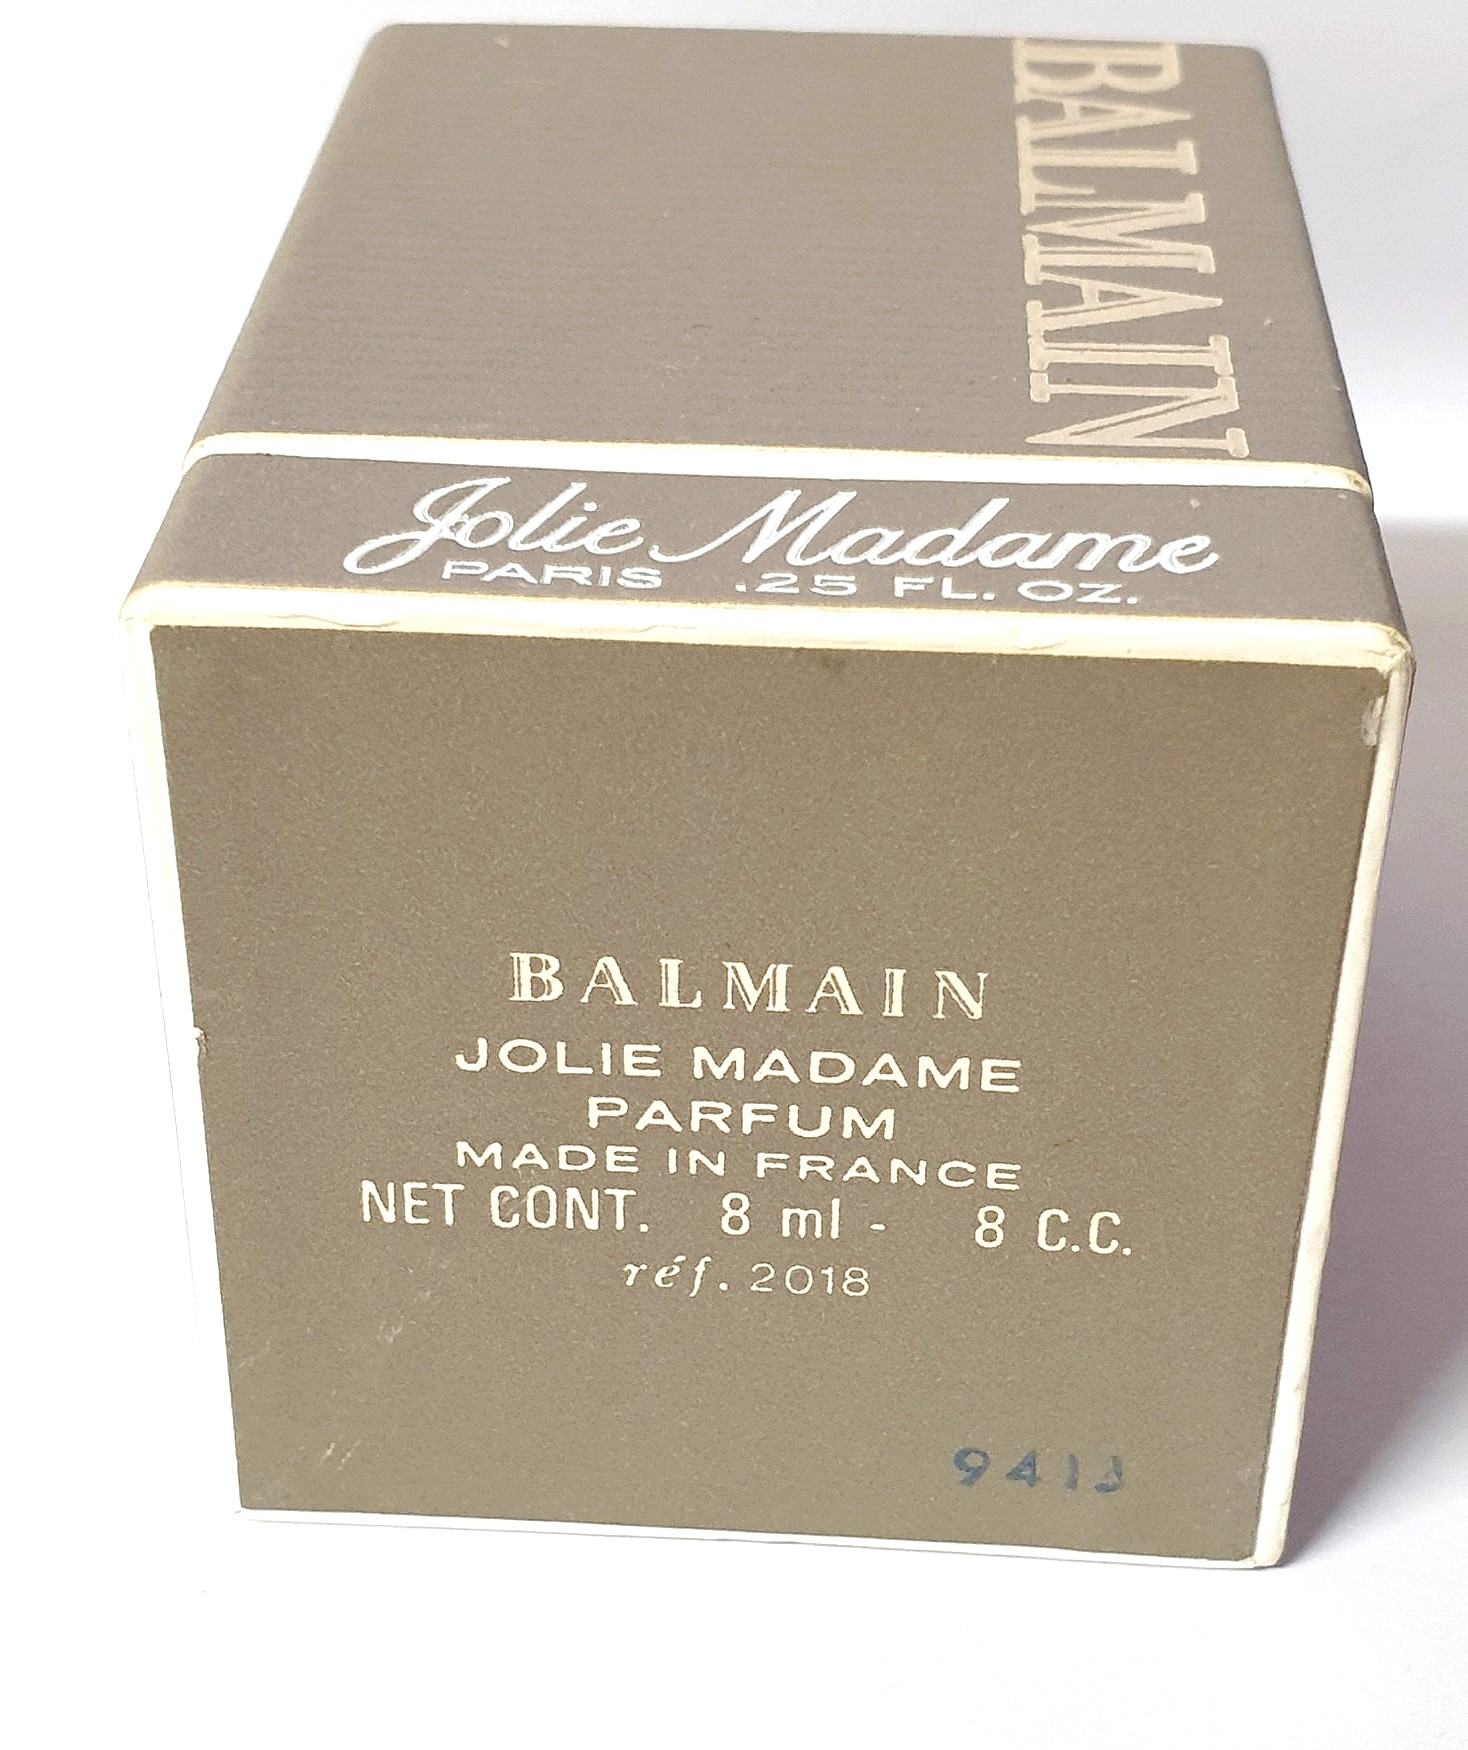 BALMAIN
Jolie Madame
PARIS .25 FL. OZ.
BALMAIN
JOLIE MADAME
PARFUM
MADE IN FRANCE
NET CONT. 8 ml - 8 C.C.
réf. 2018